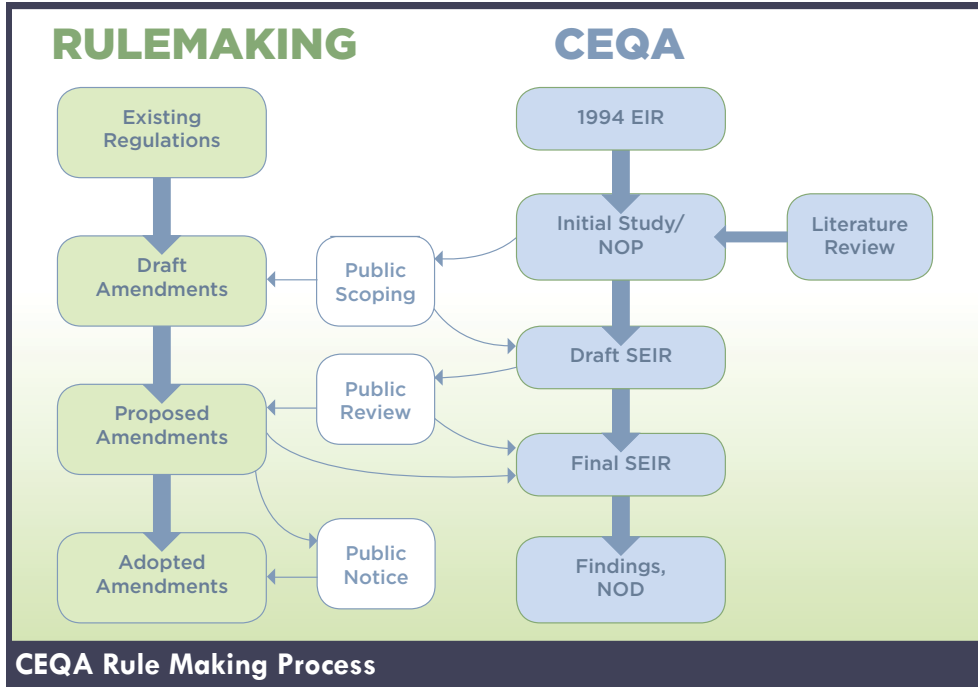 RULEMAKING
CEQA
Existing
Regulations
1994 EIR
Initial Study/
NOP
Literature
Review
Draft
Amendments
Public
Scoping
Draft SEIR
Proposed
Amendments
Public
Review
Final SEIR
Adopted
Amendments
Public
Notice
Findings,
NOD
CEQA Rule Making Process